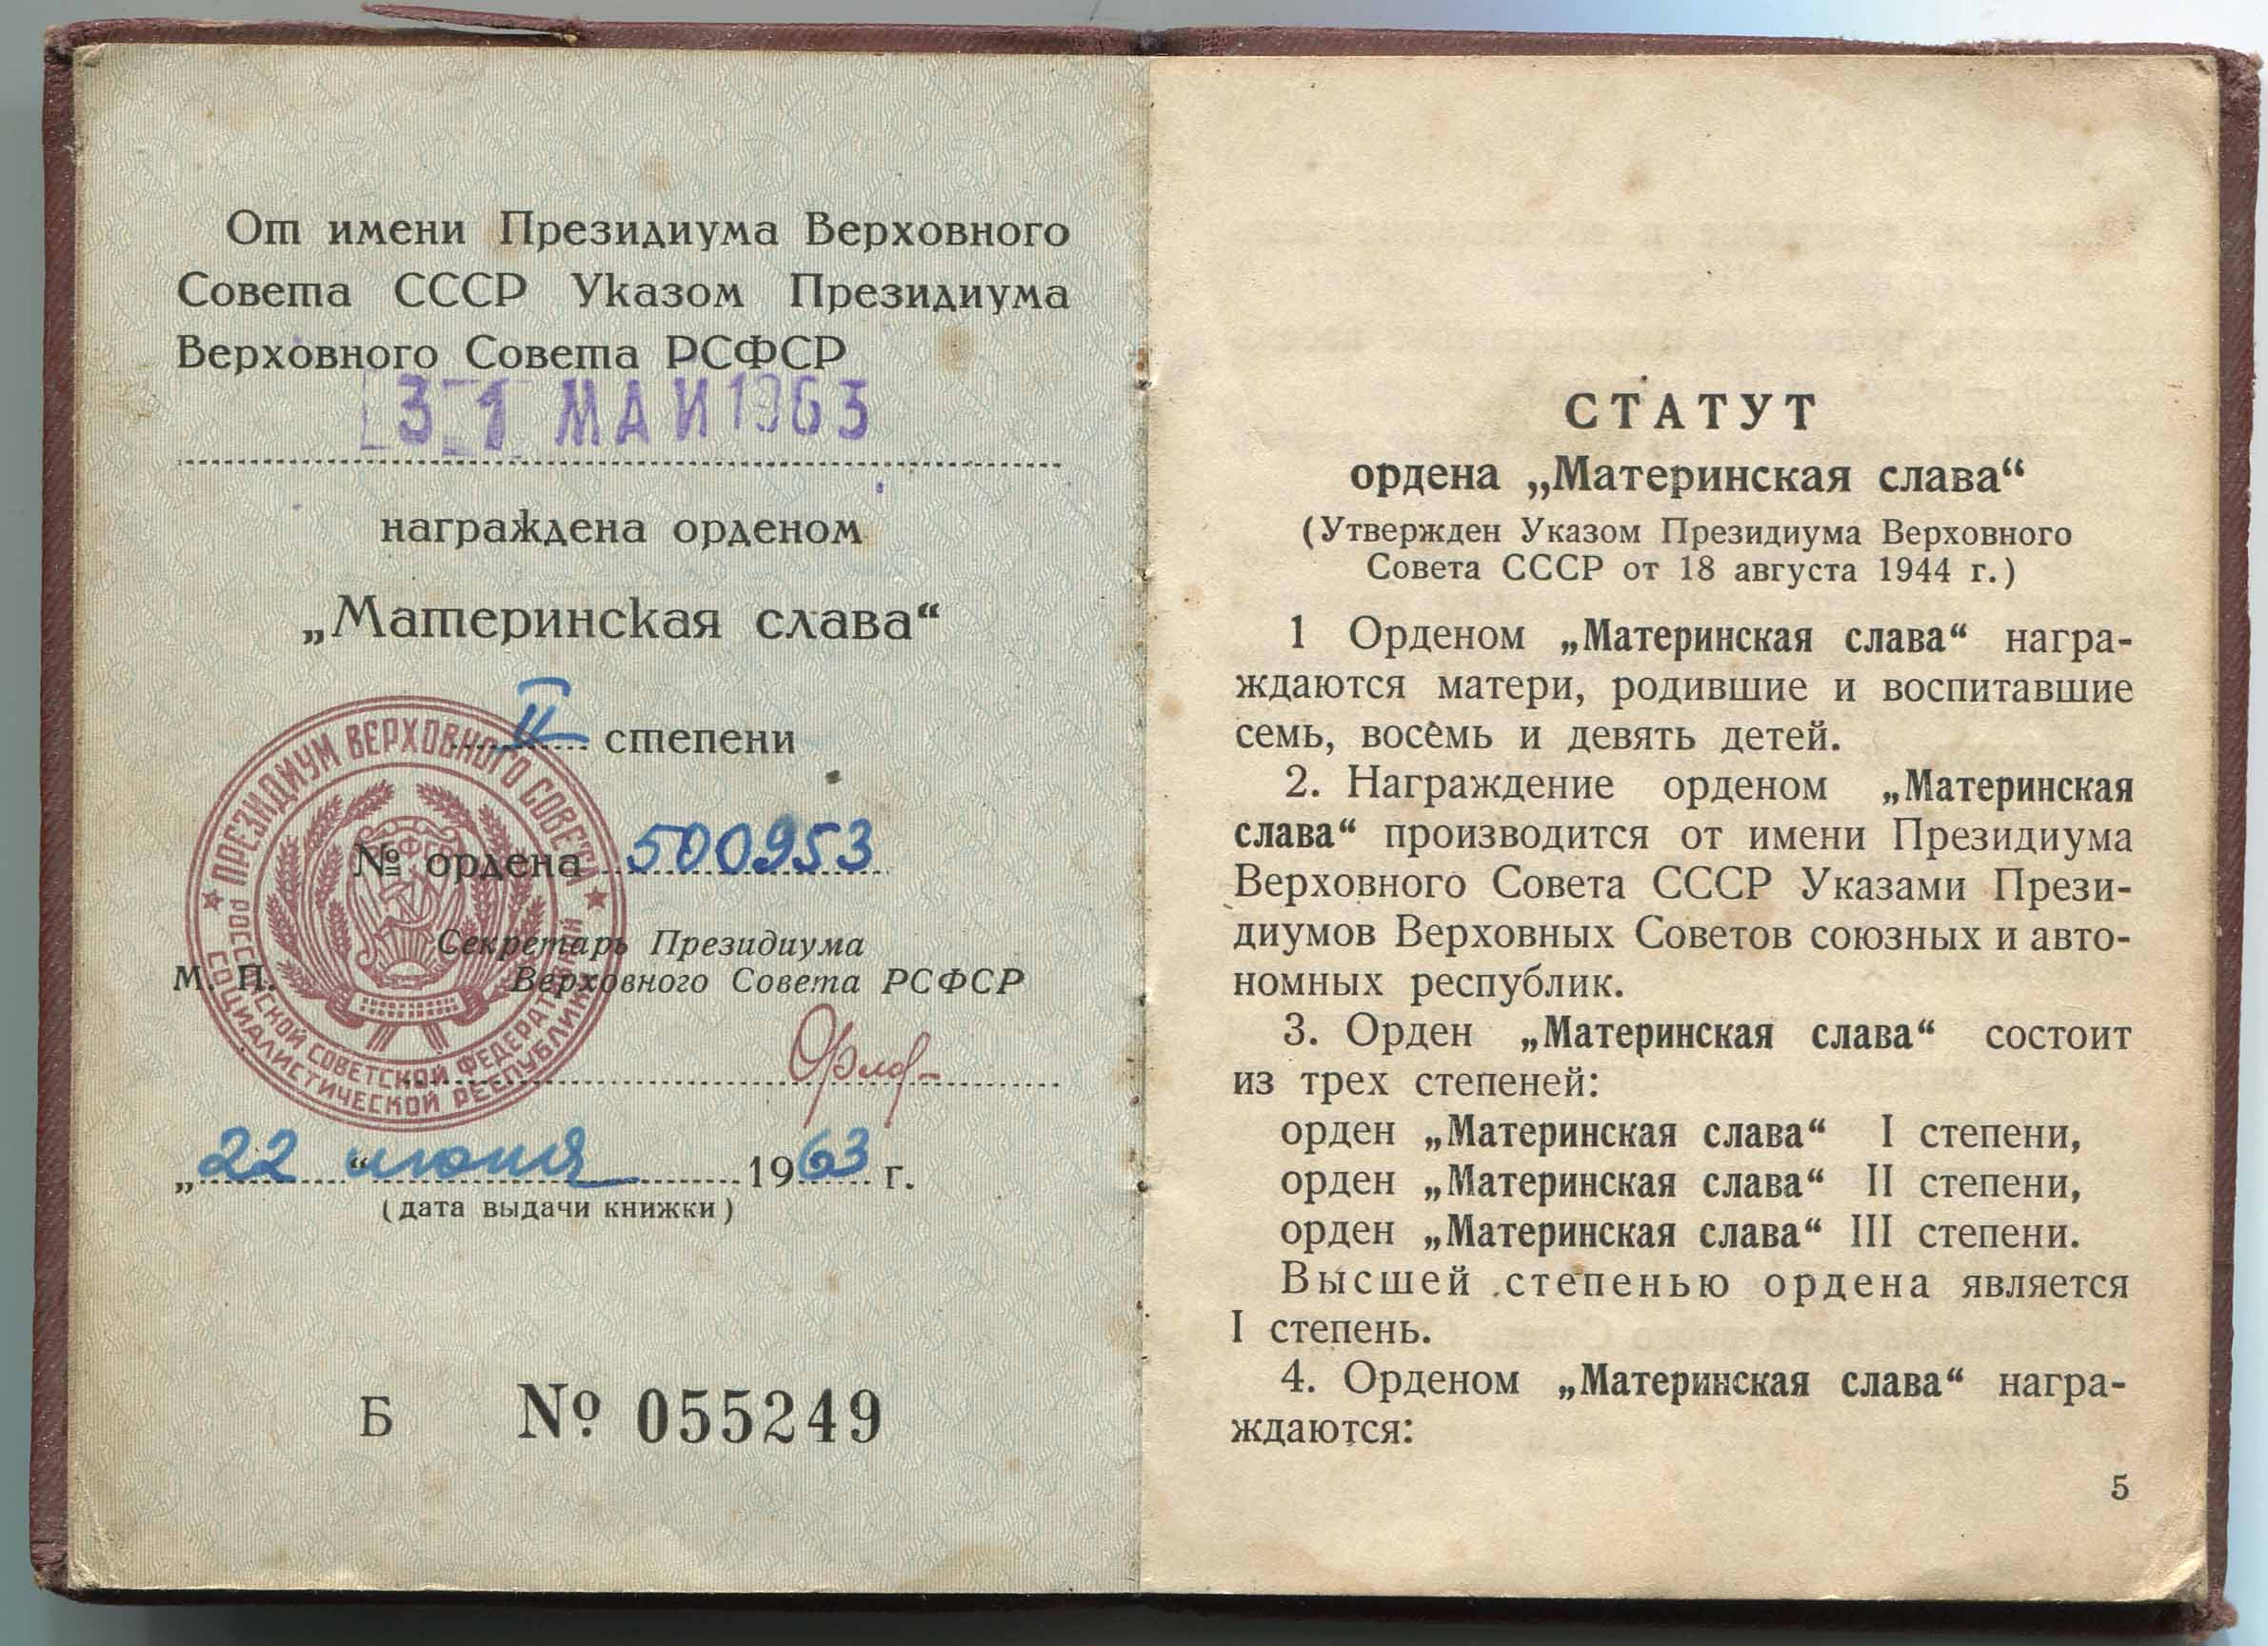 От имени Президиума Верховного
Совета СССР Указом Президиума
Верховного Совета РСФСР
31 МАЙ 1963
награждена орденом
„Материнская слава“
II степени
№ ордена 500953
Секретарь Президиума
М. П. Верховного Совета РСФСР
„22“ июня 1963 г.
(дата выдачи книжки)
Б № 055249
★ ПРЕЗИДИУМ ВЕРХОВНОГО СОВЕТА ★
РОССИЙСКОЙ СОВЕТСКОЙ ФЕДЕРАТИВНОЙ
СОЦИАЛИСТИЧЕСКОЙ РЕСПУБЛИКИ
СТАТУТ
ордена „Материнская слава“
(Утвержден Указом Президиума Верховного
Совета СССР от 18 августа 1944 г.)
1 Орденом „Материнская слава“ награ-
ждаются матери, родившие и воспитавшие
семь, восемь и девять детей.
2. Награждение орденом „Материнская
слава“ производится от имени Президиума
Верховного Совета СССР Указами Прези-
диумов Верховных Советов союзных и авто-
номных республик.
3. Орден „Материнская слава“ состоит
из трех степеней:
орден „Материнская слава“ I степени,
орден „Материнская слава“ II степени,
орден „Материнская слава“ III степени.
Высшей степенью ордена является
I степень.
4. Орденом „Материнская слава“ награ-
ждаются:
5